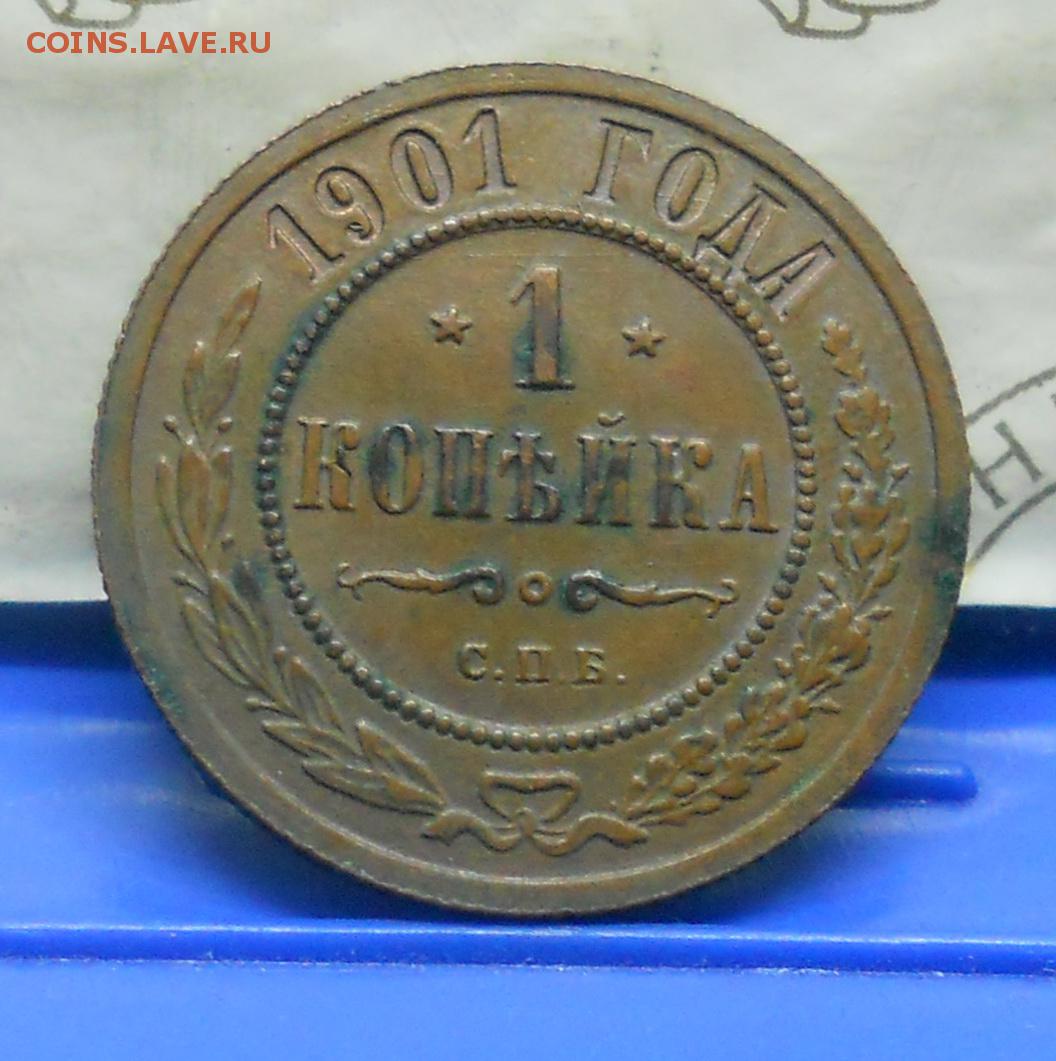 COINS.LAVE.RU
1901 ГОДА
1
КОПѢЙКА
С.П.Б.
Н